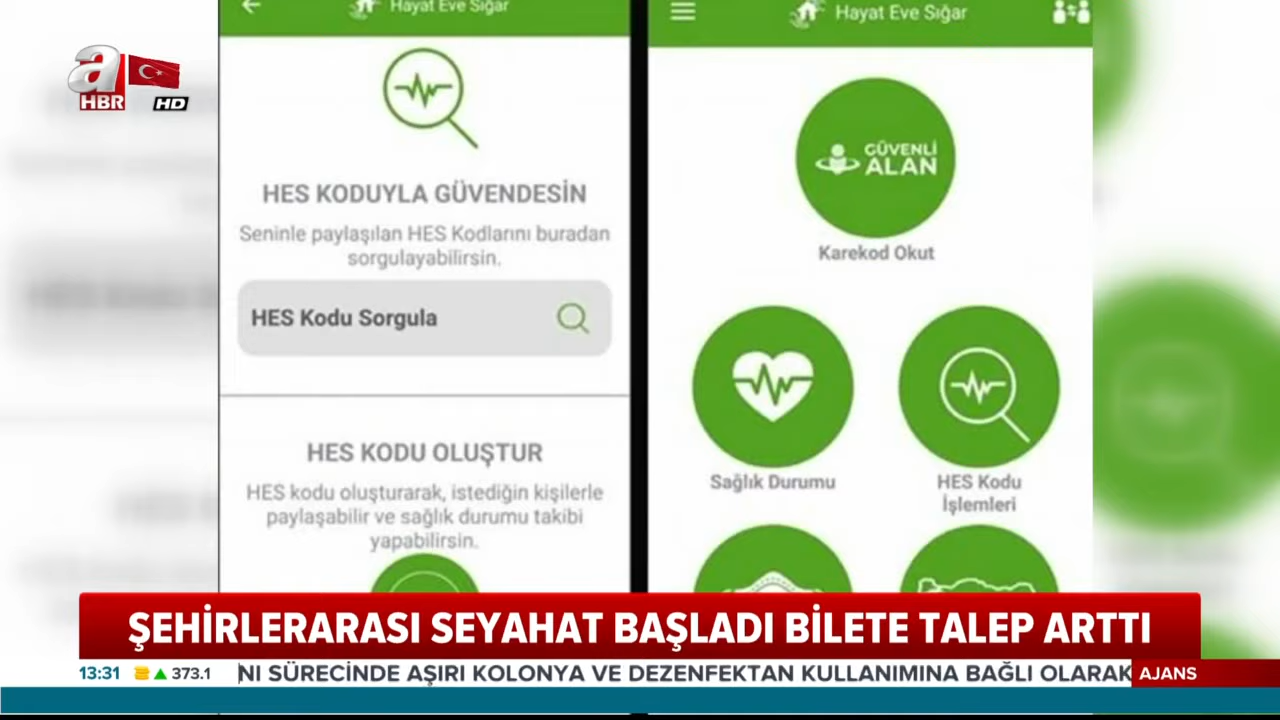 Hayat Eve Sığar
HES KODUYLA GÜVENDESİN
Seninle paylaşılan HES Kodlarını buradan
sorgulayabilirsin.
HES Kodu Sorgula
HES KODU OLUŞTUR
HES kodu oluşturarak, istediğin kişilerle
paylaşabilir ve sağlık durumu takibi
yapabilirsin.
Hayat Eve Sığar
GÜVENLİ
ALAN
Karekod Okut
Sağlık Durumu
HES Kodu
İşlemleri
a
HBR
HD
ŞEHİRLERARASI SEYAHAT BAŞLADI BİLETE TALEP ARTTI
13:31 373.1 NI SÜRECİNDE AŞIRI KOLONYA VE DEZENFEKTAN KULLANIMINA BAĞLI OLARAK AJANS